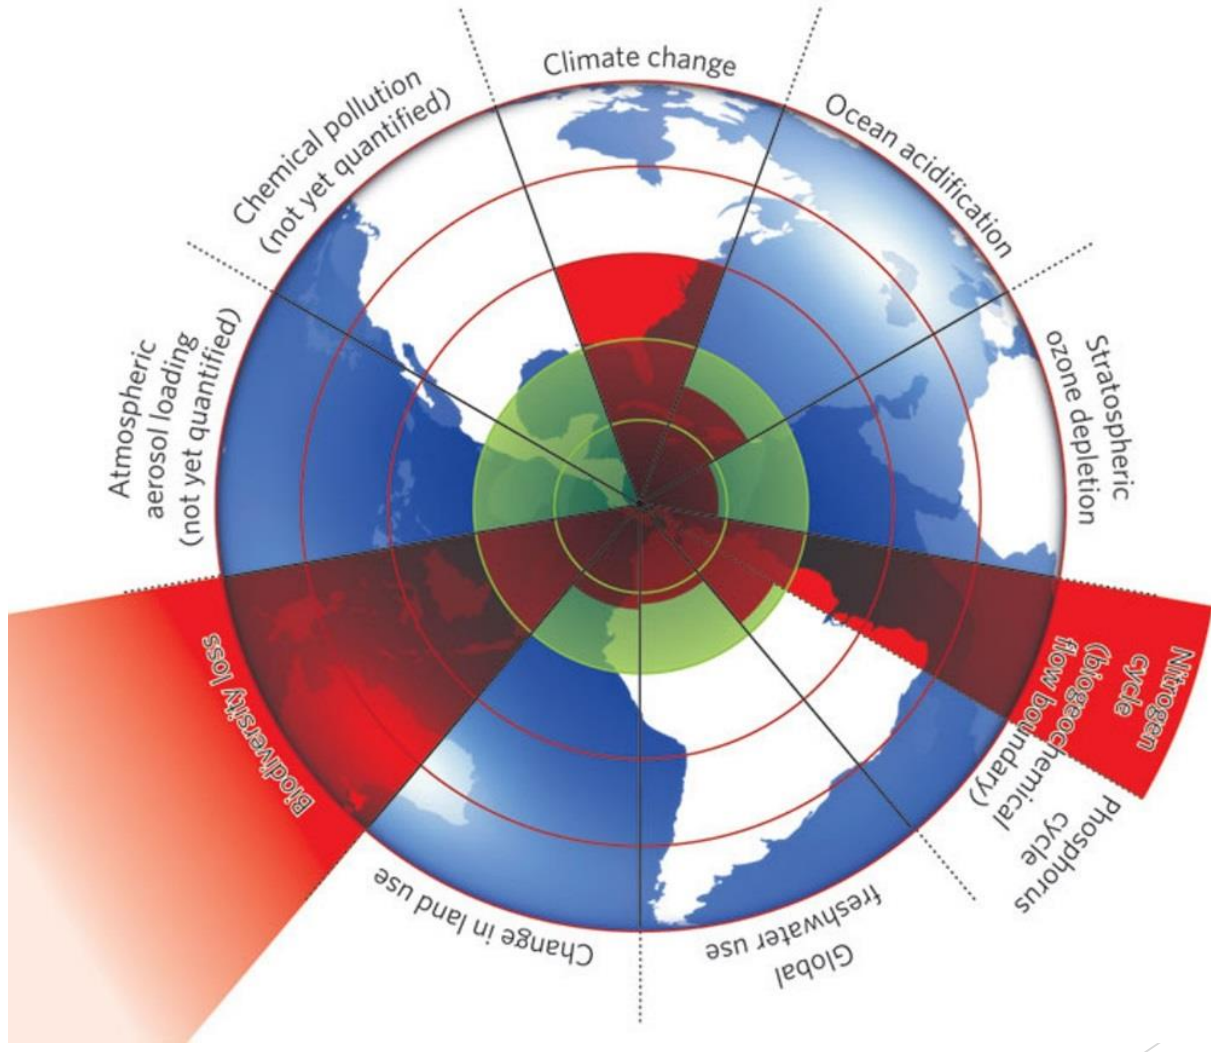 Climate change
Ocean acidification
Stratospheric
ozone depletion
Nitrogen
cycle
(biogeochemical
flow boundary)
Phosphorus
cycle
Global
freshwater use
Change in land use
Biodiversity loss
Atmospheric
aerosol loading
(not yet quantified)
Chemical pollution
(not yet quantified)